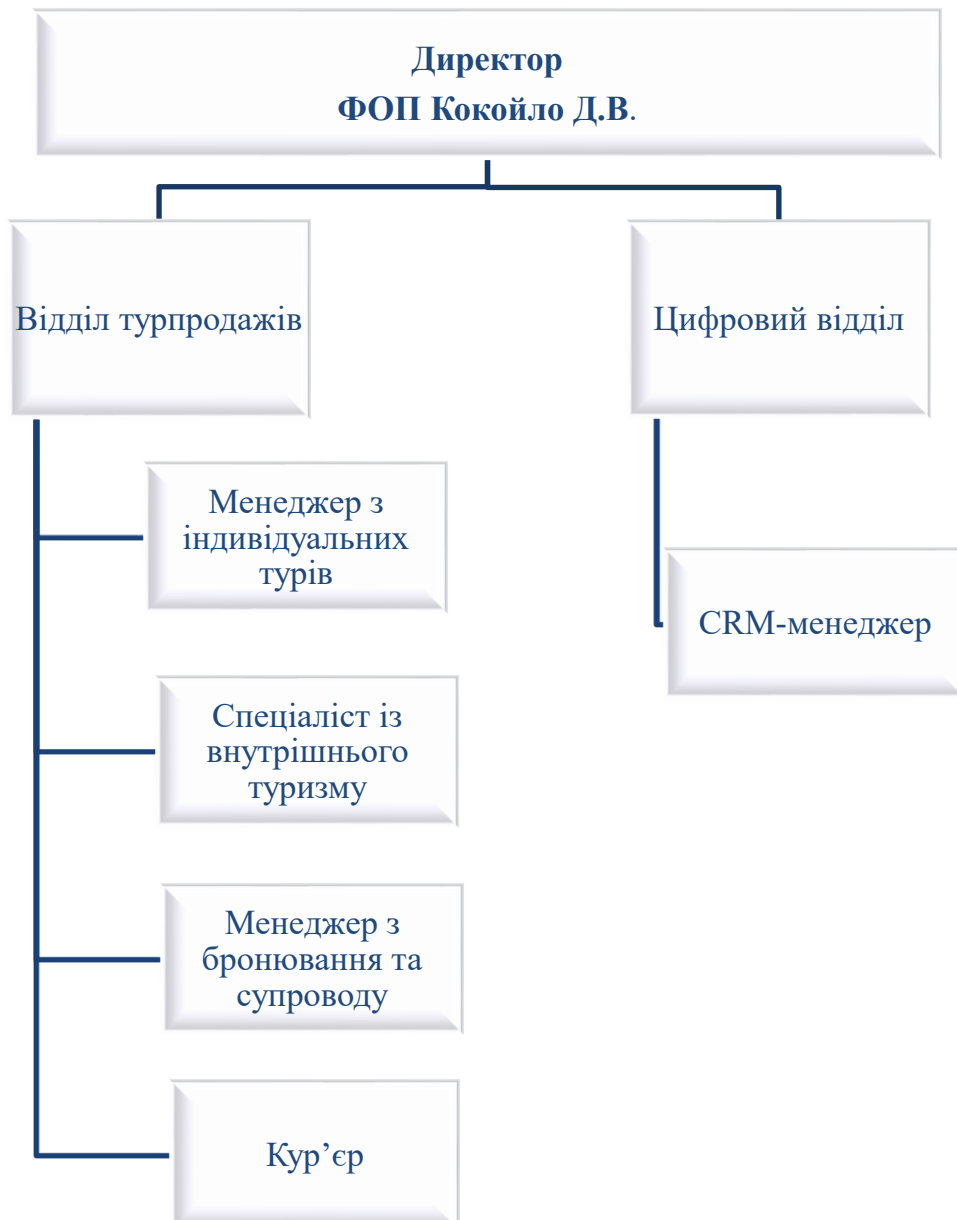 Директор
ФОП Кокойло Д.В.
Відділ турпродажів
Цифровий відділ
Менеджер з
індивідуальних
турів
CRM-менеджер
Спеціаліст із
внутрішнього
туризму
Менеджер з
бронювання та
супроводу
Кур’єр